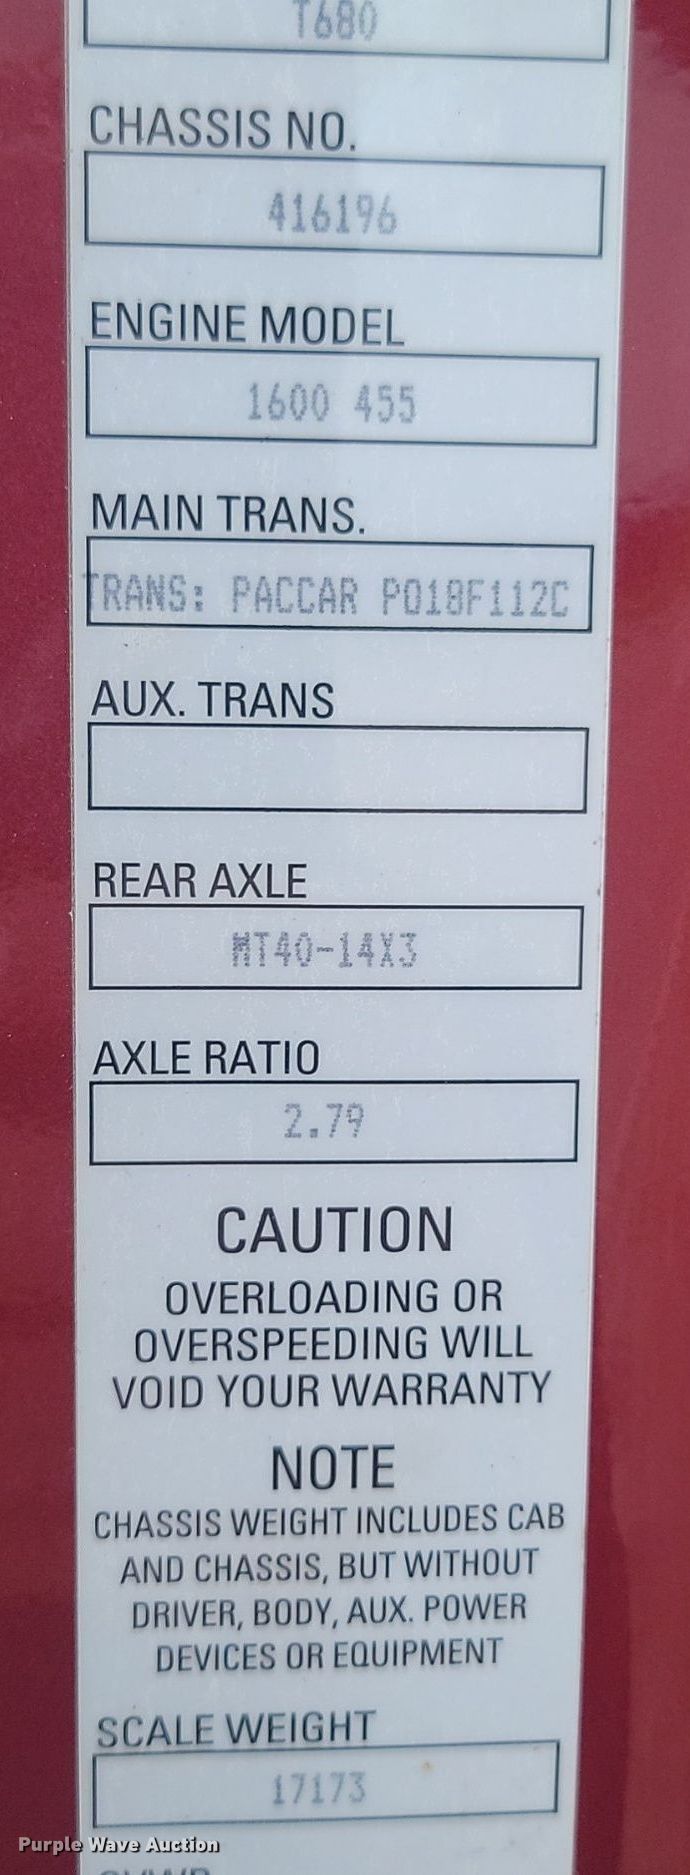 T680
CHASSIS NO.
416196
ENGINE MODEL
1600 455
MAIN TRANS.
TRANS: PACCAR PO18F112C
AUX. TRANS
REAR AXLE
MT40-14X3
AXLE RATIO
2.79
CAUTION
OVERLOADING OR
OVERSPEEDING WILL
VOID YOUR WARRANTY
NOTE
CHASSIS WEIGHT INCLUDES CAB
AND CHASSIS, BUT WITHOUT
DRIVER, BODY, AUX. POWER
DEVICES OR EQUIPMENT
SCALE WEIGHT
17173
Purple Wave Auction